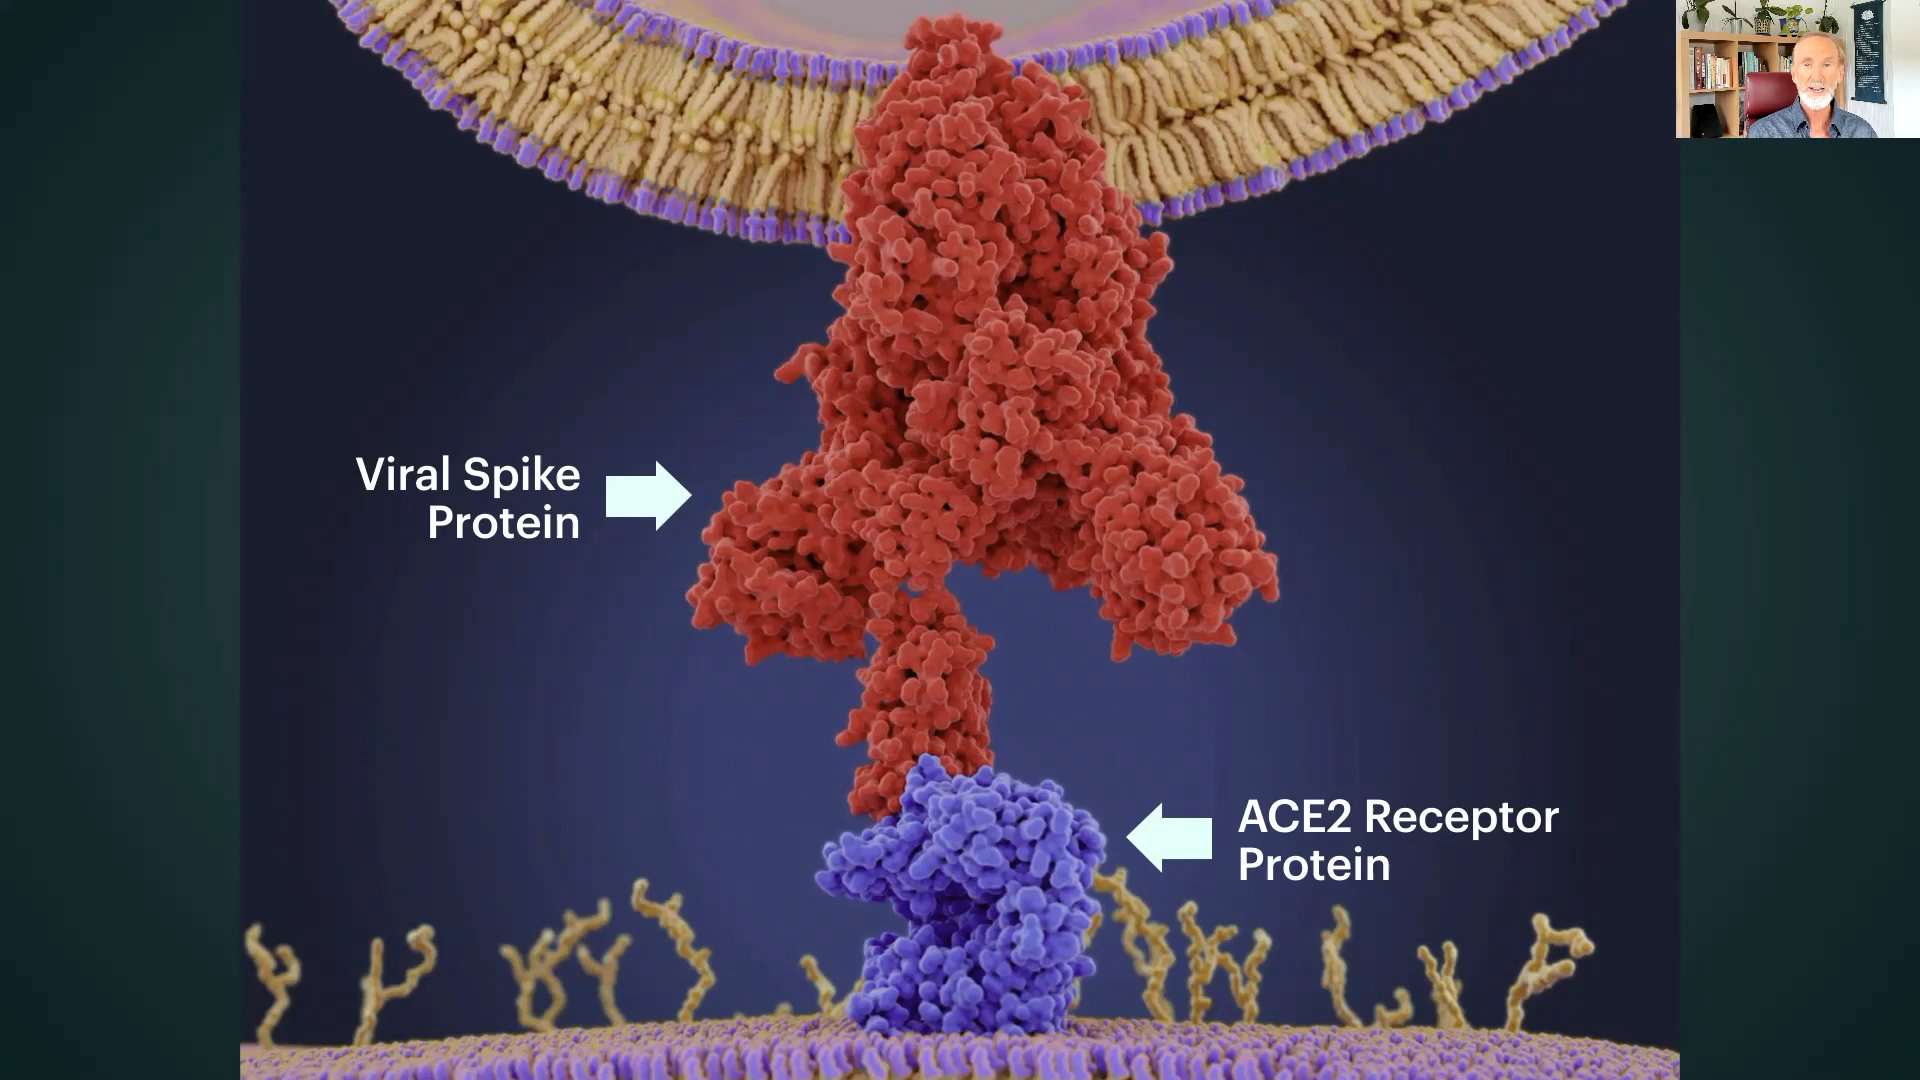 Viral Spike
Protein
ACE2 Receptor
Protein